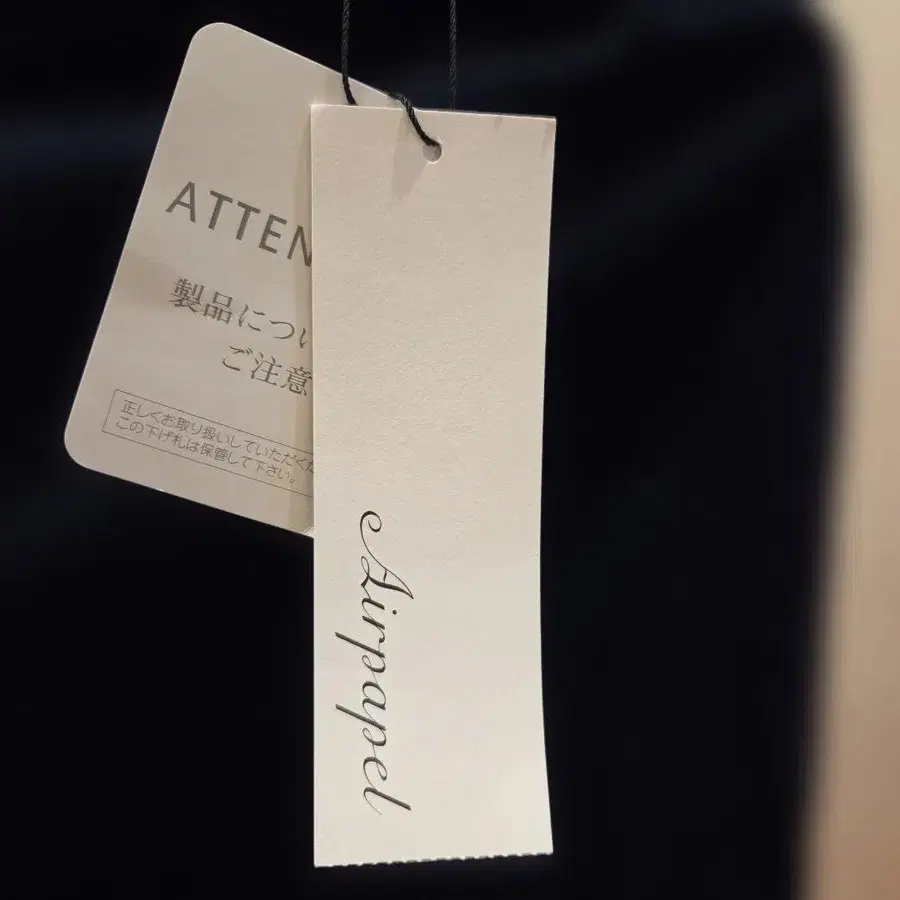 ATTEN
製品につい
ご注意
正しくお取り扱いしていただくた
この下げ札は保管して下さい。
Airpapel